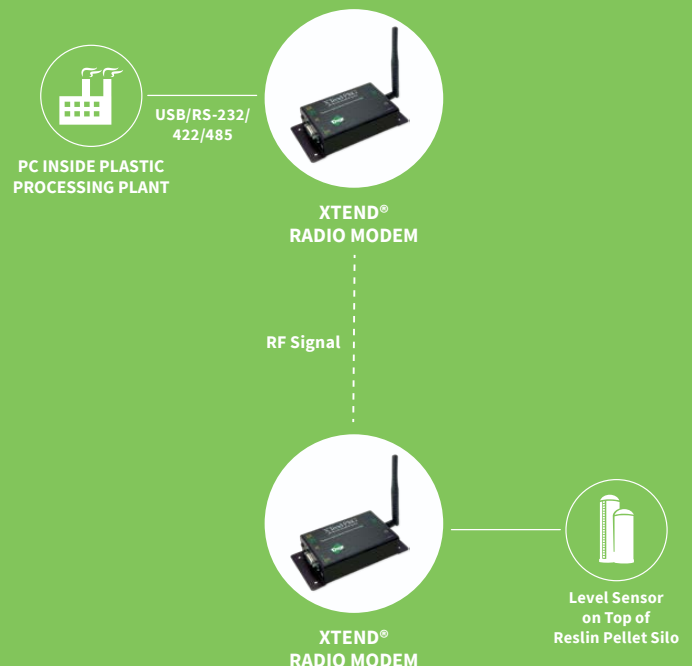 USB/RS-232/
422/485
PC INSIDE PLASTIC
PROCESSING PLANT
XTEND®
RADIO MODEM
RF Signal
XTEND®
RADIO MODEM
Level Sensor
on Top of
Reslin Pellet Silo